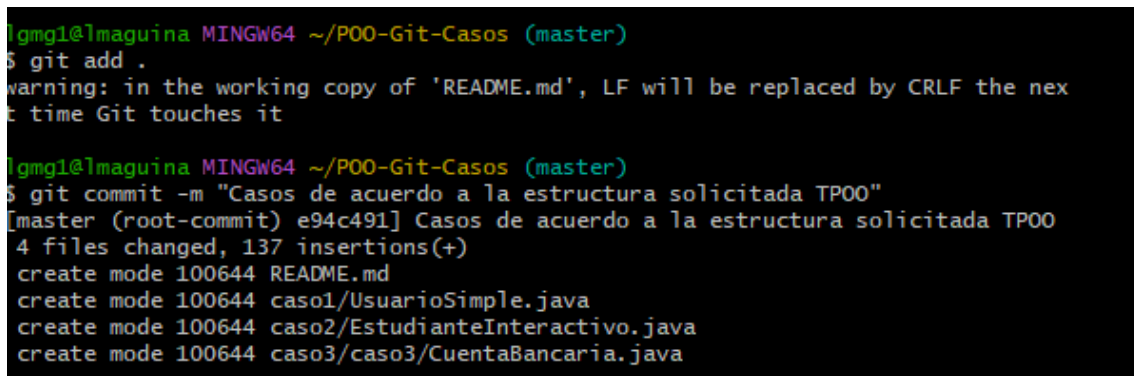 lgmg1@lmaguina MINGW64 ~/POO-Git-Casos (master)
$ git add .
warning: in the working copy of 'README.md', LF will be replaced by CRLF the nex
t time Git touches it
lgmg1@lmaguina MINGW64 ~/POO-Git-Casos (master)
$ git commit -m "Casos de acuerdo a la estructura solicitada TPOO"
[master (root-commit) e94c491] Casos de acuerdo a la estructura solicitada TPOO
4 files changed, 137 insertions(+)
create mode 100644 README.md
create mode 100644 caso1/UsuarioSimple.java
create mode 100644 caso2/EstudianteInteractivo.java
create mode 100644 caso3/caso3/CuentaBancaria.java